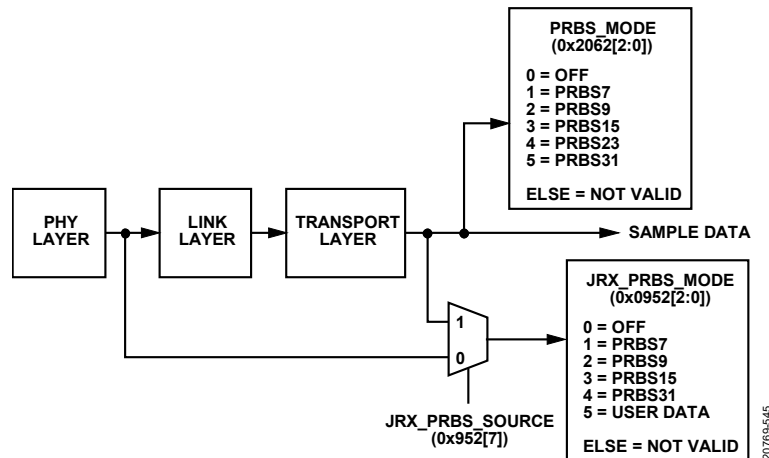 PRBS_MODE
(0x2062[2:0])
0 = OFF
1 = PRBS7
2 = PRBS9
3 = PRBS15
4 = PRBS23
5 = PRBS31
ELSE = NOT VALID
PHY
LAYER
LINK
LAYER
TRANSPORT
LAYER
SAMPLE DATA
1
0
JRX_PRBS_SOURCE
(0x952[7])
JRX_PRBS_MODE
(0x0952[2:0])
0 = OFF
1 = PRBS7
2 = PRBS9
3 = PRBS15
4 = PRBS31
5 = USER DATA
ELSE = NOT VALID
20769-545